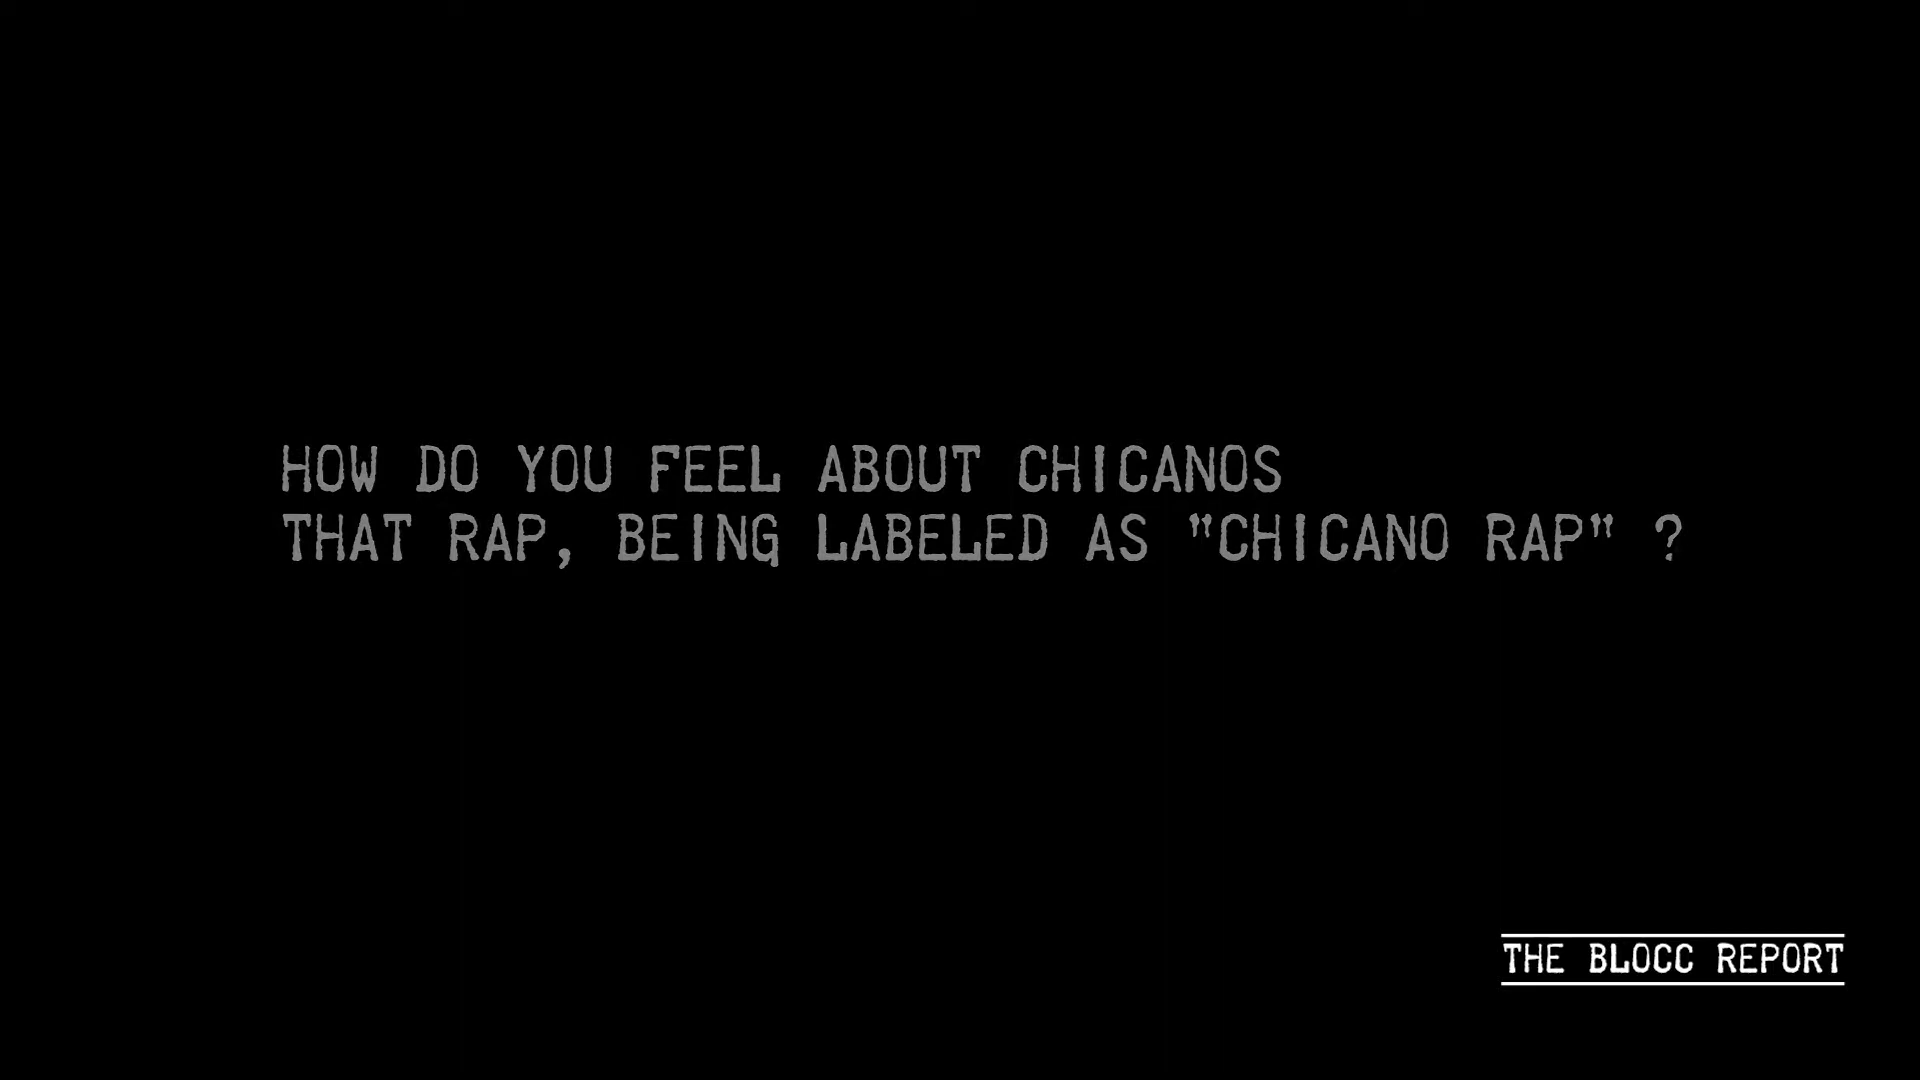 HOW DO YOU FEEL ABOUT CHICANOS
THAT RAP, BEING LABELED AS "CHICANO RAP" ?
THE BLOCC REPORT